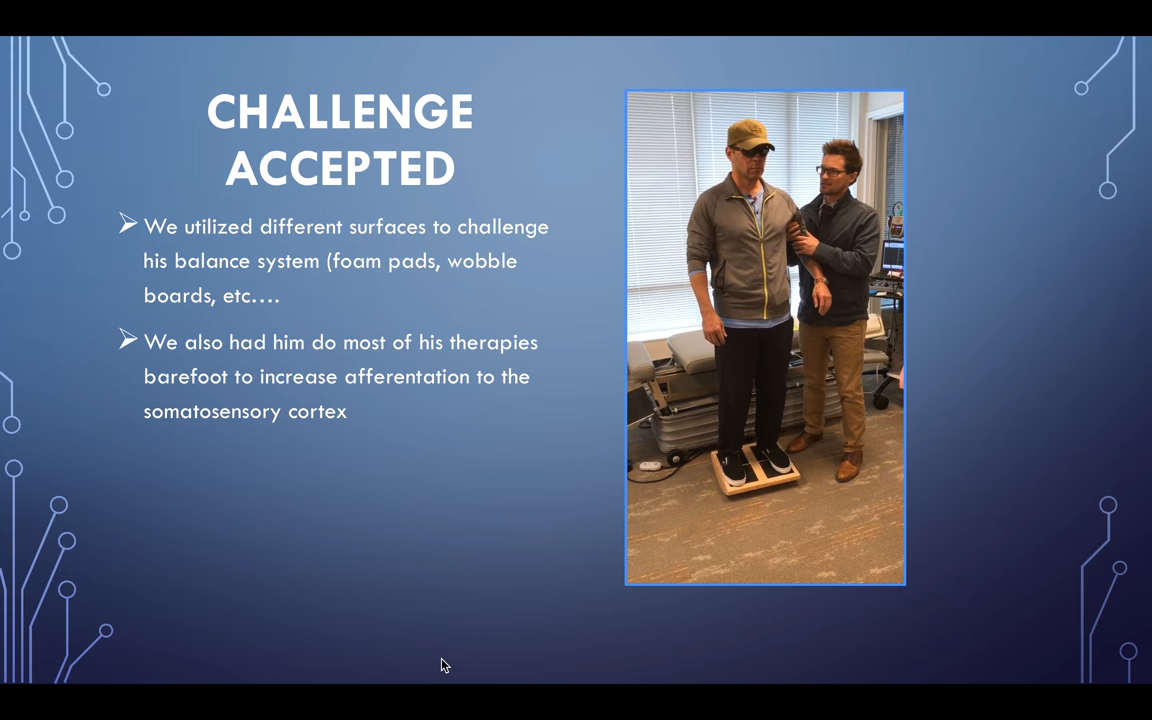 CHALLENGE
ACCEPTED
We utilized different surfaces to challenge
his balance system (foam pads, wobble
boards, etc….
We also had him do most of his therapies
barefoot to increase afferentation to the
somatosensory cortex